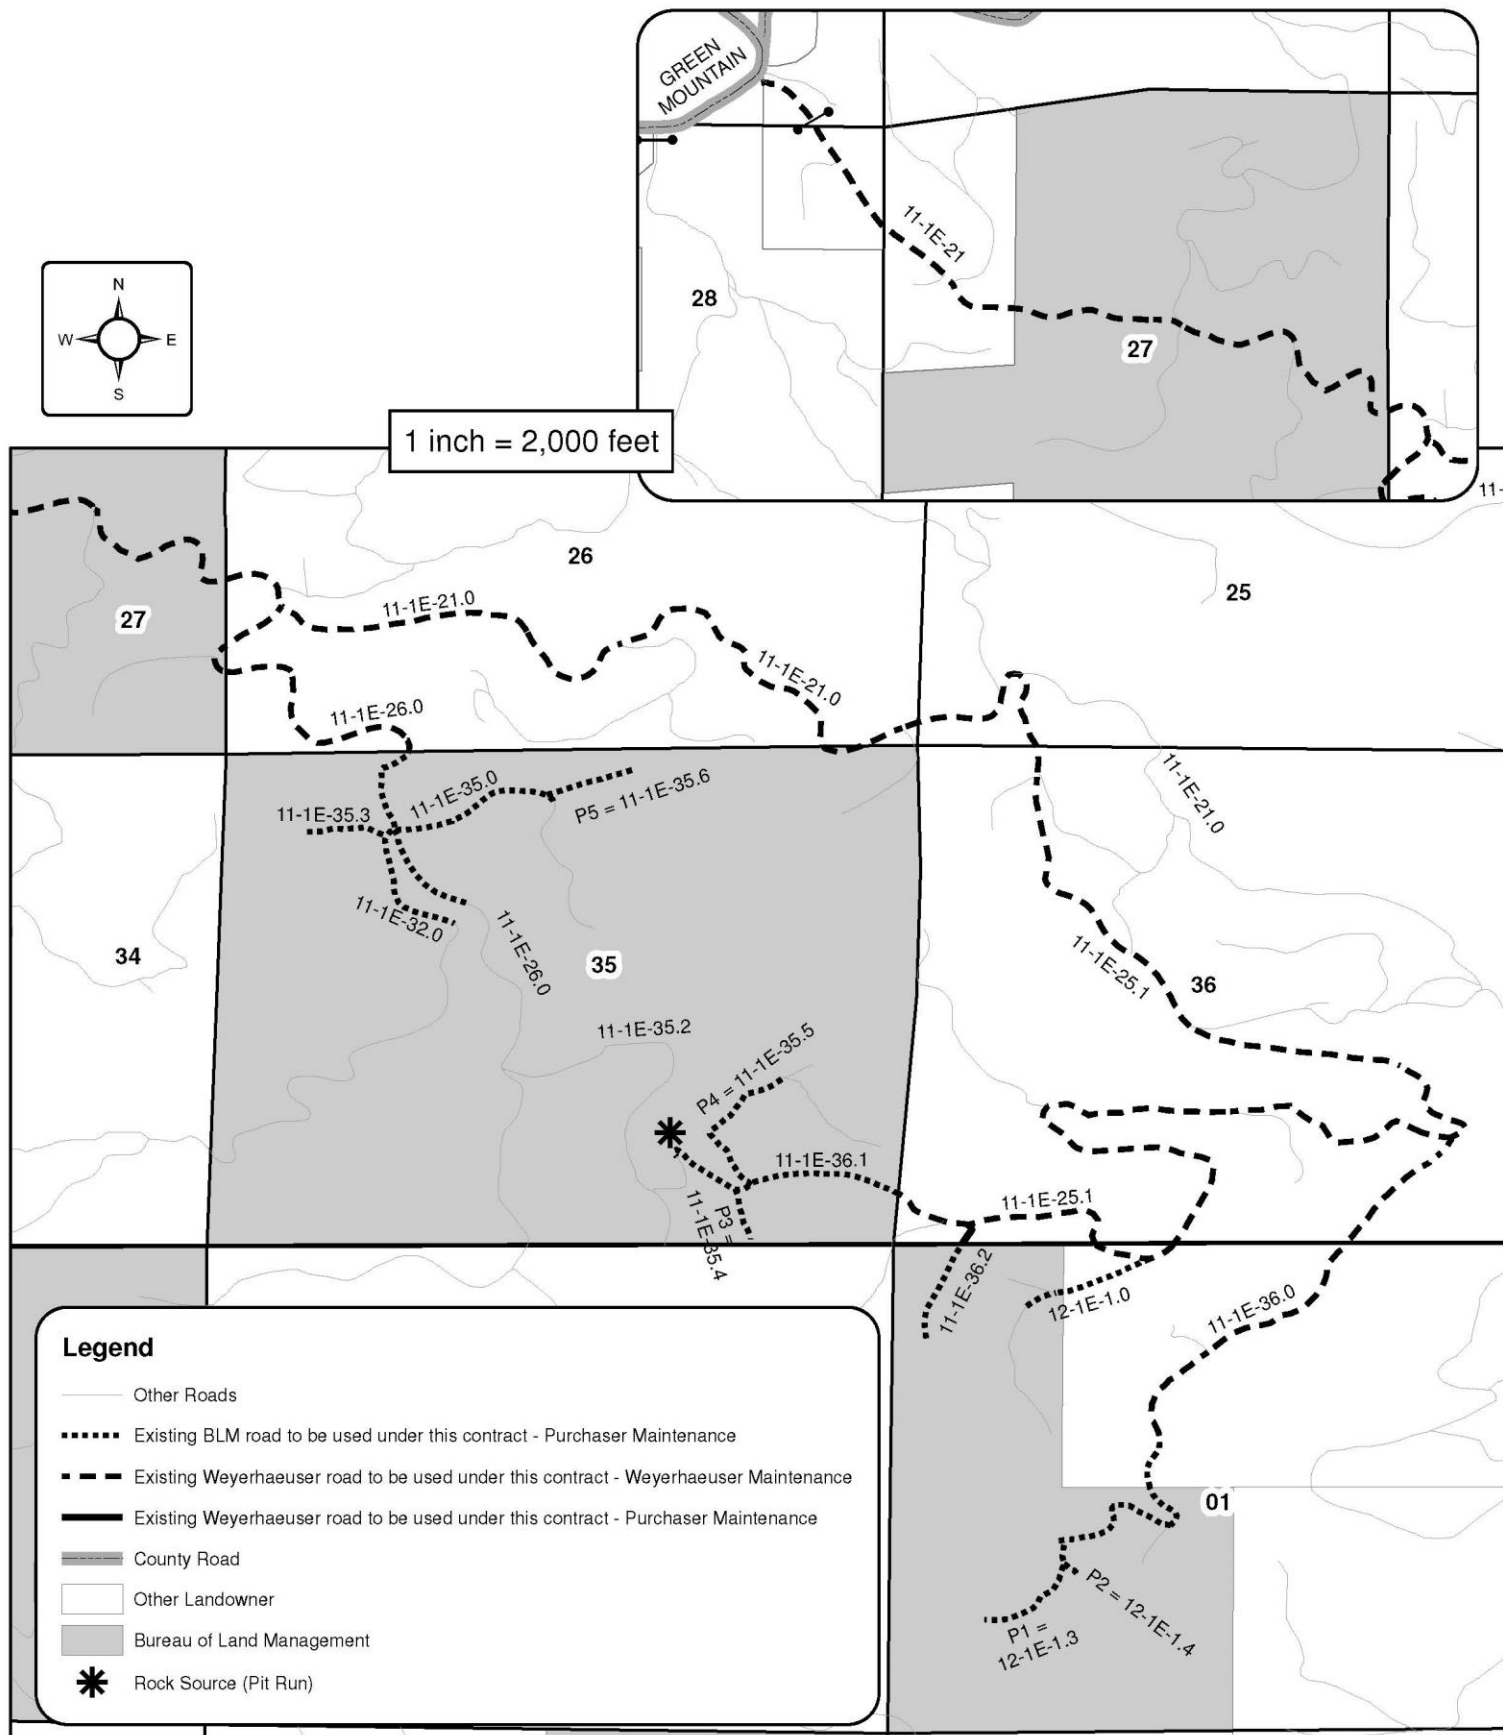 GREEN
MOUNTAIN
11-1E-21
28
27
N
W
E
S
1 inch = 2,000 feet
11-
26
25
27
11-1E-21.0
11-1E-21.0
11-1E-26.0
11-1E-21.0
11-1E-35.0
P5 = 11-1E-35.6
11-1E-35.3
11-1E-32.0
11-1E-26.0
34
35
11-1E-25.1
36
11-1E-35.2
P4 = 11-1E-35.5
11-1E-36.1
11-1E-25.1
P3 =
11-1E-35.4
11-1E-36.2
12-1E-1.0
11-1E-36.0
01
P2 = 12-1E-1.4
P1 =
12-1E-1.3
Legend
Other Roads
Existing BLM road to be used under this contract - Purchaser Maintenance
Existing Weyerhaeuser road to be used under this contract - Weyerhaeuser Maintenance
Existing Weyerhaeuser road to be used under this contract - Purchaser Maintenance
County Road
Other Landowner
Bureau of Land Management
Rock Source (Pit Run)